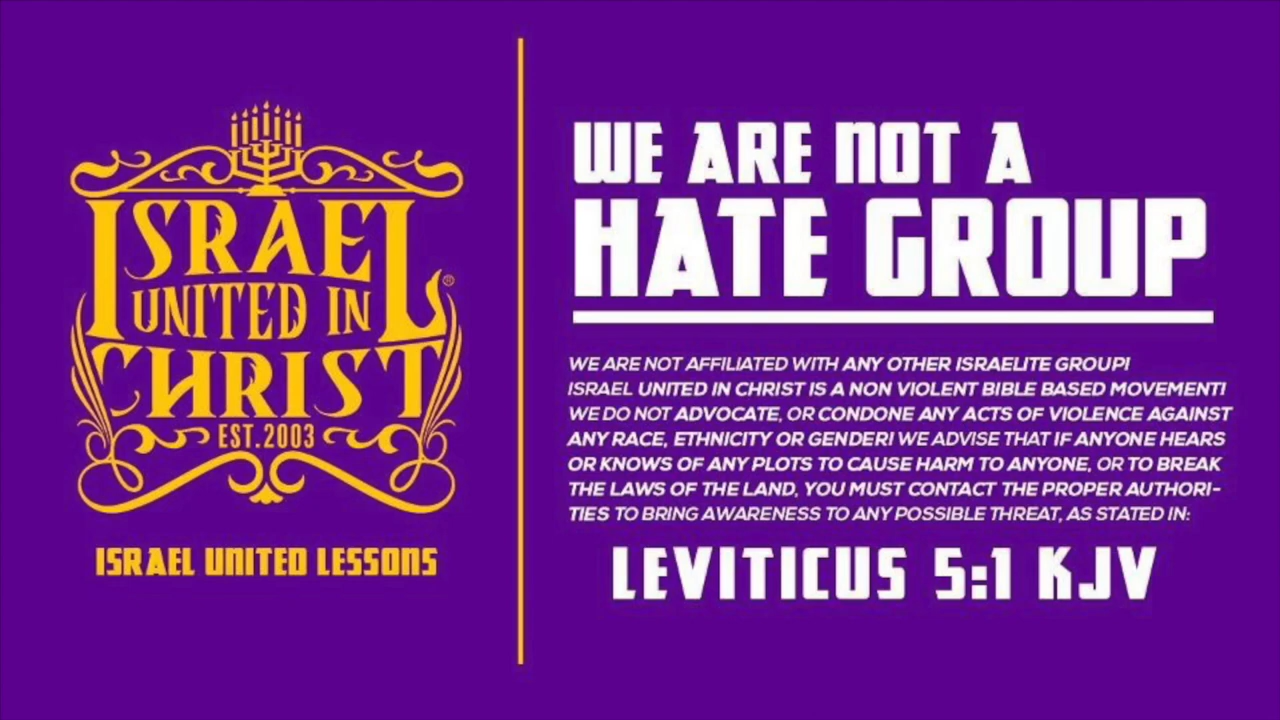 ISRAEL
UNITED IN
CHRIST
EST. 2003
ISRAEL UNITED LESSONS
WE ARE NOT A
HATE GROUP
WE ARE NOT AFFILIATED WITH ANY OTHER ISRAELITE GROUP!
ISRAEL UNITED IN CHRIST IS A NON VIOLENT BIBLE BASED MOVEMENT!
WE DO NOT ADVOCATE, OR CONDONE ANY ACTS OF VIOLENCE AGAINST
ANY RACE, ETHNICITY OR GENDER! WE ADVISE THAT IF ANYONE HEARS
OR KNOWS OF ANY PLOTS TO CAUSE HARM TO ANYONE, OR TO BREAK
THE LAWS OF THE LAND, YOU MUST CONTACT THE PROPER AUTHORI-
TIES TO BRING AWARENESS TO ANY POSSIBLE THREAT, AS STATED IN:
LEVITICUS 5:1 KJV